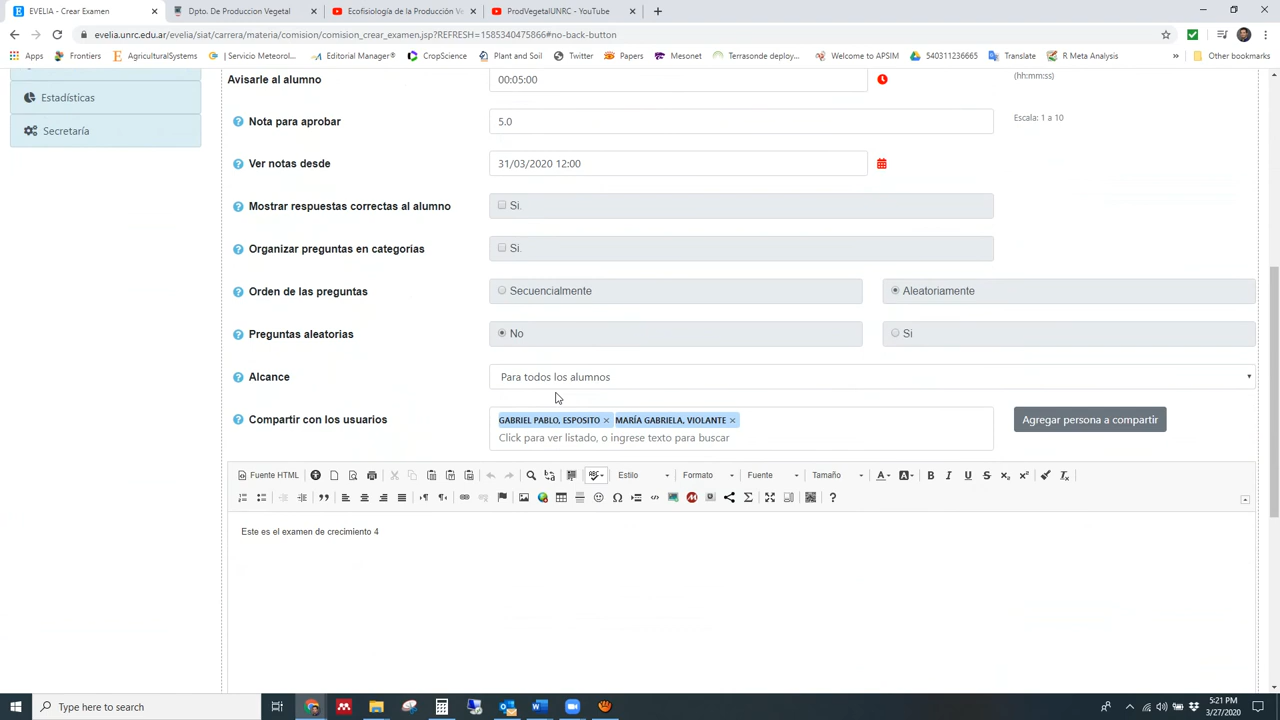 EVELIA - Crear Examen
Dpto. De Produccion Vegetal
Ecofisiología de la Producción Ve
ProdVegetalUNRC - YouTube
evelia.unrc.edu.ar/evelia/siat/carrera/materia/comision/comision_crear_examen.jsp?REFRESH=1585340475866#no-back-button
Apps
Frontiers
AgriculturalSystems
Servicio Meteorol...
Editorial Manager®
CropScience
Plant and Soil
Twitter
Papers
Mesonet
Terrasonde deploy...
Welcome to APSIM
540311236665
Translate
R Meta Analysis
»
Other bookmarks
Estadísticas
Secretaría
Avisarle al alumno
00:05:00
(hh:mm:ss)
Nota para aprobar
5.0
Escala: 1 a 10
Ver notas desde
31/03/2020 12:00
Mostrar respuestas correctas al alumno
Si.
Organizar preguntas en categorias
Si.
Orden de las preguntas
Secuencialmente
Aleatoriamente
Preguntas aleatorias
No
Si
Alcance
Para todos los alumnos
Compartir con los usuarios
GABRIEL PABLO, ESPOSITO × MARÍA GABRIELA, VIOLANTE ×
Click para ver listado, o ingrese texto para buscar
Agregar persona a compartir
Fuente HTML
Estilo
Formato
Fuente
Tamaño
Este es el examen de crecimiento 4
Type here to search
5:21 PM
3/27/2020